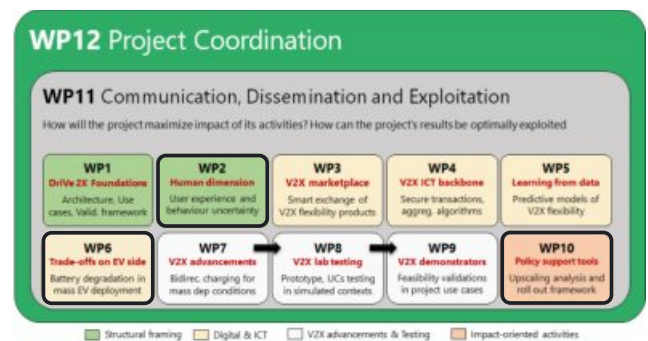 WP12 Project Coordination
WP11 Communication, Dissemination and Exploitation
How will the project maximize impact of its activities? How can the project's results be optimally exploited
WP1
DriVe 2X Foundations
Architecture, Use
cases, Valid. framework
WP2
Human dimension
User experience and
behaviour uncertainty
WP3
V2X marketplace
Smart exchange of
V2X flexibility products
WP4
V2X ICT backbone
Secure transactions,
aggreg. algorithms
WP5
Learning from data
Predictive models of
V2X flexibility
WP6
Trade-offs on EV side
Battery degradation in
mass EV deployment
WP7
V2X advancements
Bidirec. charging for
mass dep conditions
WP8
V2X lab testing
Prototype, UCs testing
in simulated contexts
WP9
V2X demonstrators
Feasibility validations
in project use cases
WP10
Policy support tools
Upscaling analysis and
roll out framework
Structural framing
Digital & ICT
V2X advancements & Testing
Impact-oriented activities